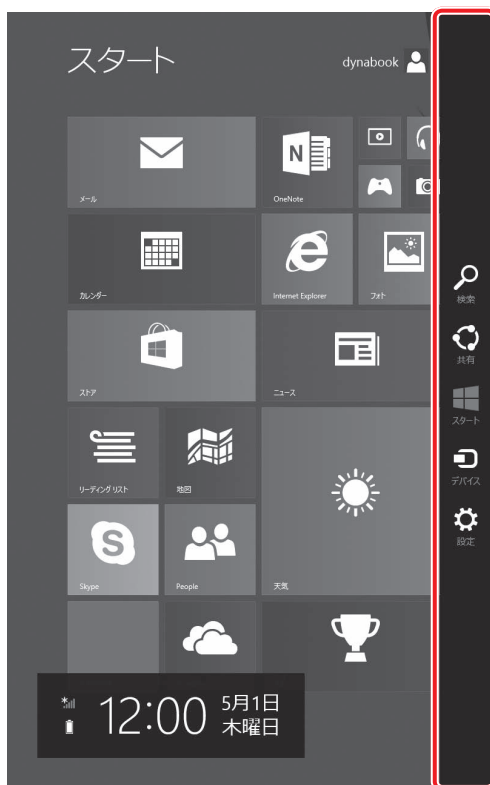 スタート
dynabook
メール
OneNote
カレンダー
Internet Explorer
フォト
ストア
ニュース
リーディング リスト
地図
Skype
People
天気
検索
共有
スタート
デバイス
設定
12:00
5月1日
木曜日